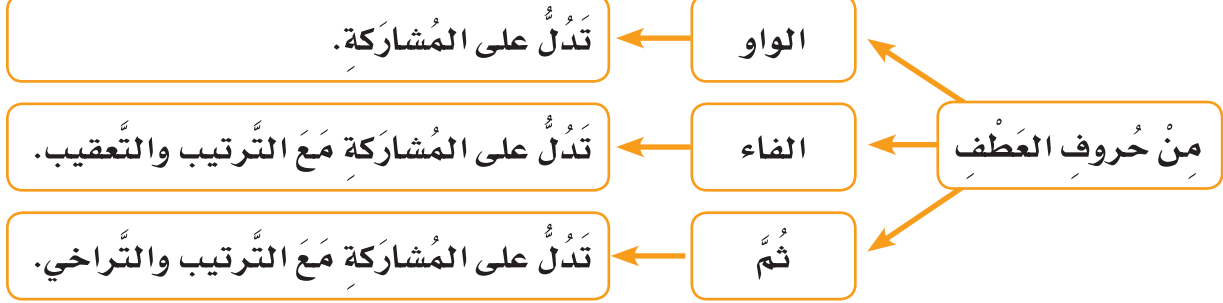 مِنْ حُروفِ العَطْفِ
الواو
تَدُلُّ على المُشارَكةِ.
الفاء
تَدُلُّ على المُشارَكةِ مَعَ التَّرتيب والتَّعقيب.
ثُمَّ
تَدُلُّ على المُشارَكةِ مَعَ التَّرتيب والتَّراخي.